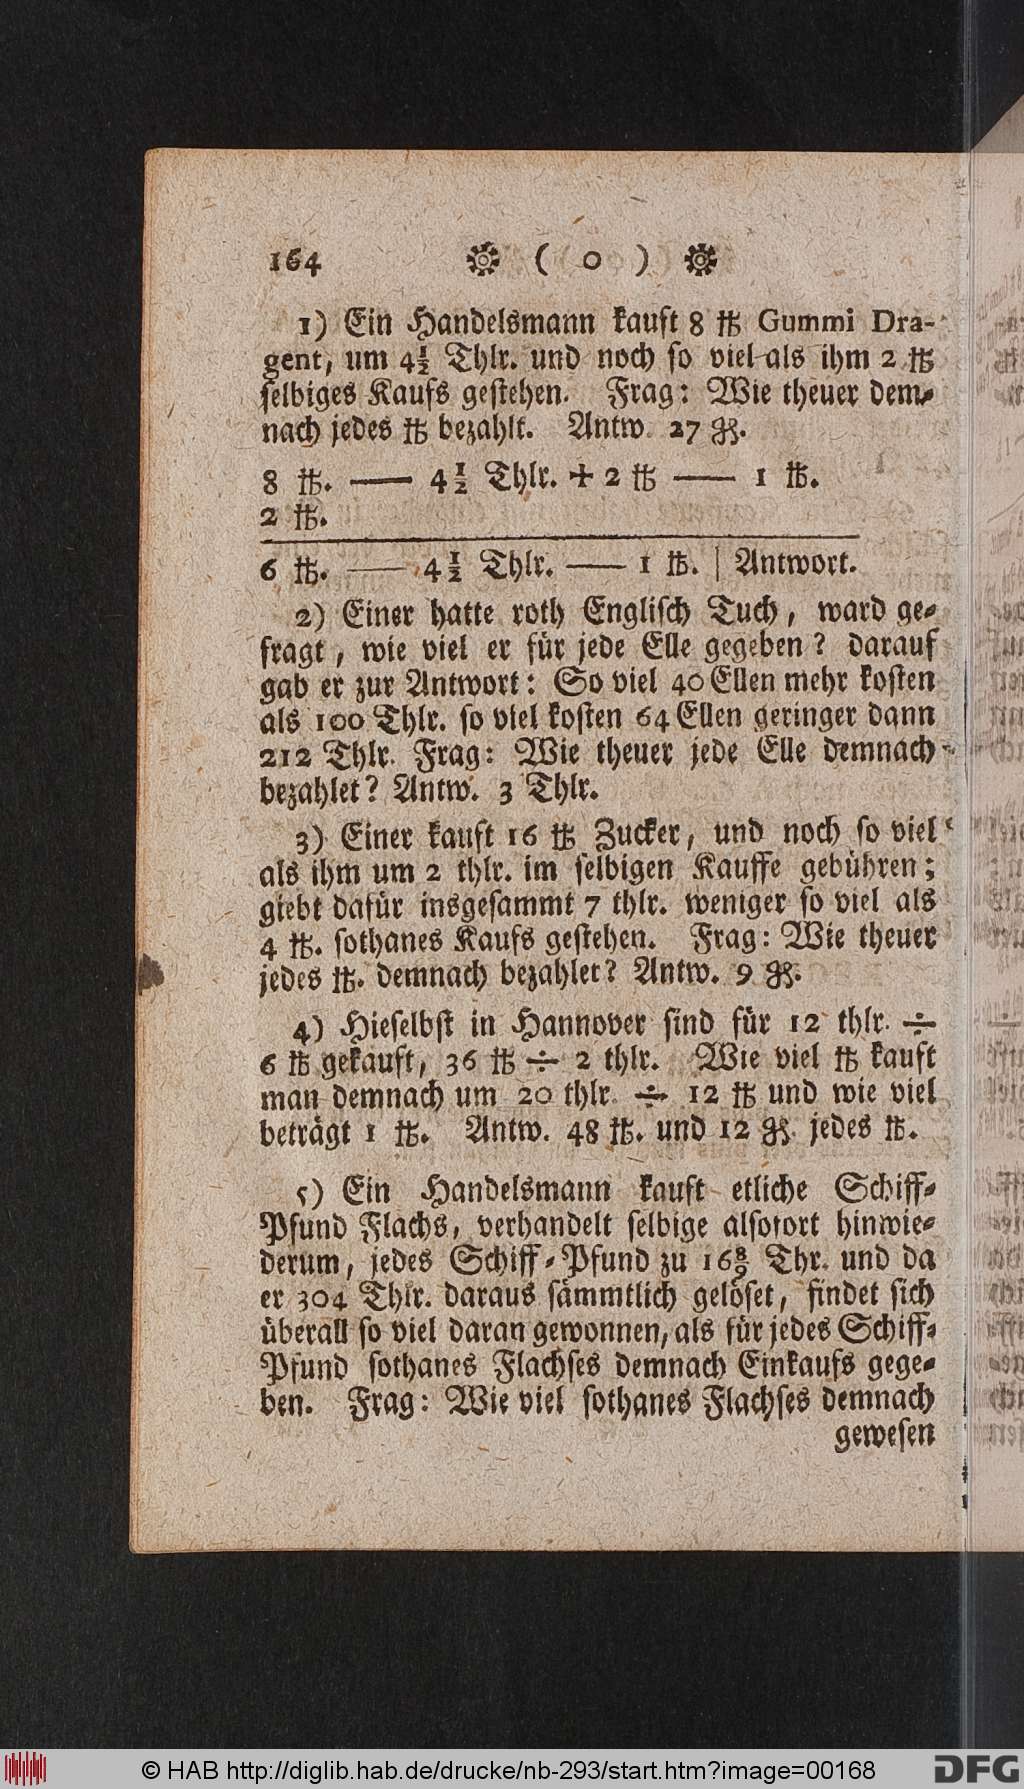 164 ( o )
1) Ein Handelsmann kauft 8 ℔ Gummi Dra-
gent, um 4½ Thlr. und noch so viel als ihm 2 ℔
selbiges Kaufs gestehen. Frag: Wie theuer dem-
nach jedes ℔ bezahlt. Antw. 27 gR.
8 ℔. — 4½ Thlr. + 2 ℔ — 1 ℔.
2 ℔.
6 ℔. — 4½ Thlr. — 1 ℔. | Antwort.
2) Einer hatte roth Englisch Tuch, ward ge-
fragt, wie viel er für jede Elle gegeben? darauf
gab er zur Antwort: So viel 40 Ellen mehr kosten
als 100 Thlr. so viel kosten 64 Ellen geringer dann
212 Thlr. Frag: Wie theuer jede Elle demnach
bezahlet? Antw. 3 Thlr.
3) Einer kauft 16 ℔ Zucker, und noch so viel
als ihm um 2 thlr. im selbigen Kauffe gebühren;
giebt dafür insgesammt 7 thlr. weniger so viel als
4 ℔. sothanes Kaufs gestehen. Frag: Wie theuer
jedes ℔. demnach bezahlet? Antw. 9 gR.
4) Hieselbst in Hannover sind für 12 thlr. ÷
6 ℔ gekauft, 36 ℔ ÷ 2 thlr. Wie viel ℔ kauft
man demnach um 20 thlr. ÷ 12 ℔ und wie viel
beträgt 1 ℔. Antw. 48 ℔. und 12 gR. jedes ℔.
5) Ein Handelsmann kauft etliche Schiff-
Pfund Flachs, verhandelt selbige alsofort hinwie-
derum, jedes Schiff-Pfund zu 16 8/9 Thr. und da
er 304 Thlr. daraus sämmtlich gelöset, findet sich
überall so viel daran gewonnen, als für jedes Schiff-
Pfund sothanes Flachses demnach Einkaufs gege-
ben. Frag: Wie viel sothanes Flachses demnach
gewesen
© HAB http://diglib.hab.de/drucke/nb-293/start.htm?image=00168
DFG